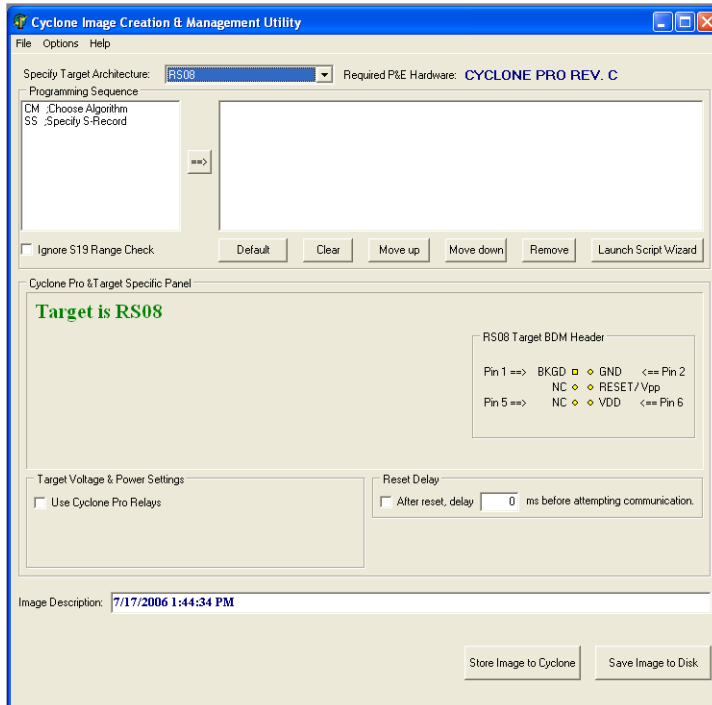 Cyclone Image Creation & Management Utility
File Options Help
Specify Target Architecture: RS08 Required P&E Hardware: CYCLONE PRO REV. C
Programming Sequence
CM ;Choose Algorithm
SS ;Specify S-Record
==>
Ignore S19 Range Check Default Clear Move up Move down Remove Launch Script Wizard
Cyclone Pro &Target Specific Panel
Target is RS08
RS08 Target BDM Header
Pin 1 ==> BKGD GND <== Pin 2
NC RESET/Vpp
Pin 5 ==> NC VDD <== Pin 6
Target Voltage & Power Settings Reset Delay
Use Cyclone Pro Relays After reset, delay 0 ms before attempting communication.
Image Description: 7/17/2006 1:44:34 PM
Store Image to Cyclone Save Image to Disk